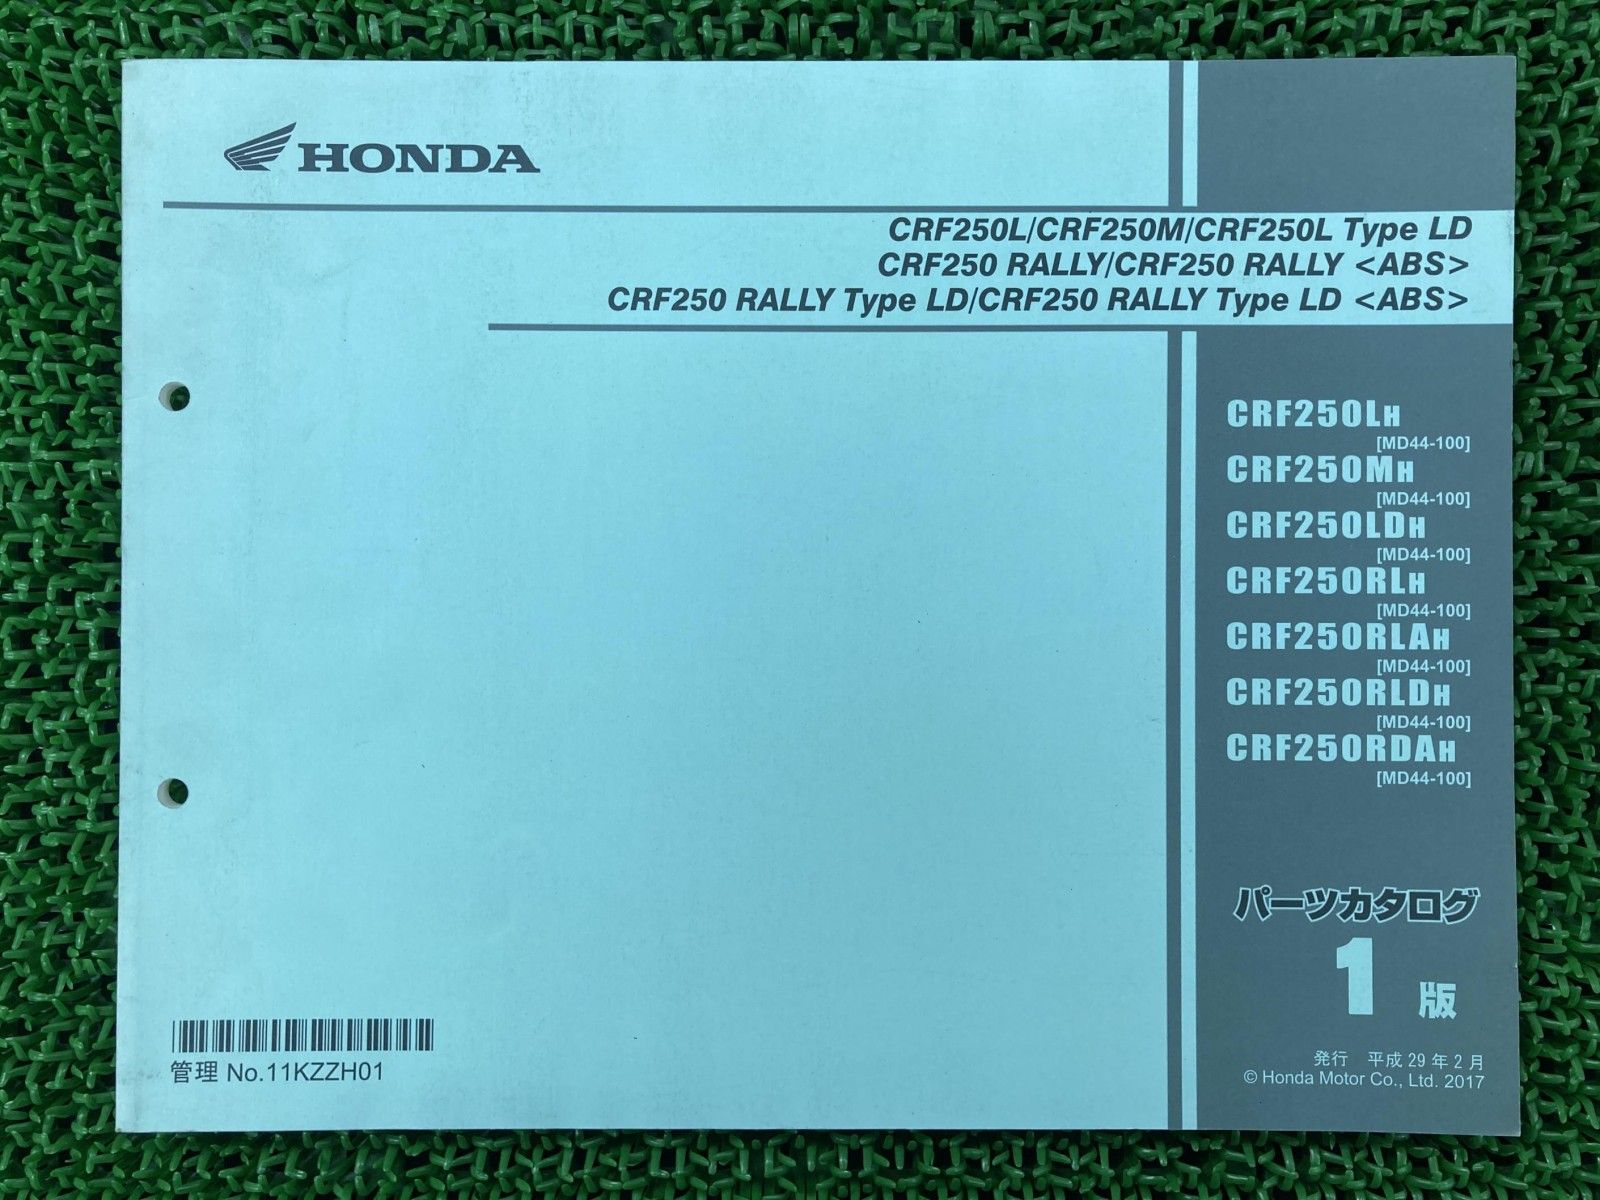 HONDA
CRF250L/CRF250M/CRF250L Type LD
CRF250 RALLY/CRF250 RALLY <ABS>
CRF250 RALLY Type LD/CRF250 RALLY Type LD <ABS>
CRF250LH
[MD44-100]
CRF250MH
[MD44-100]
CRF250LDH
[MD44-100]
CRF250RLH
[MD44-100]
CRF250RLAH
[MD44-100]
CRF250RLDH
[MD44-100]
CRF250RDAH
[MD44-100]
パーツカタログ
1 版
発行 平成 29 年 2 月
© Honda Motor Co., Ltd. 2017
管理 No.11KZZH01